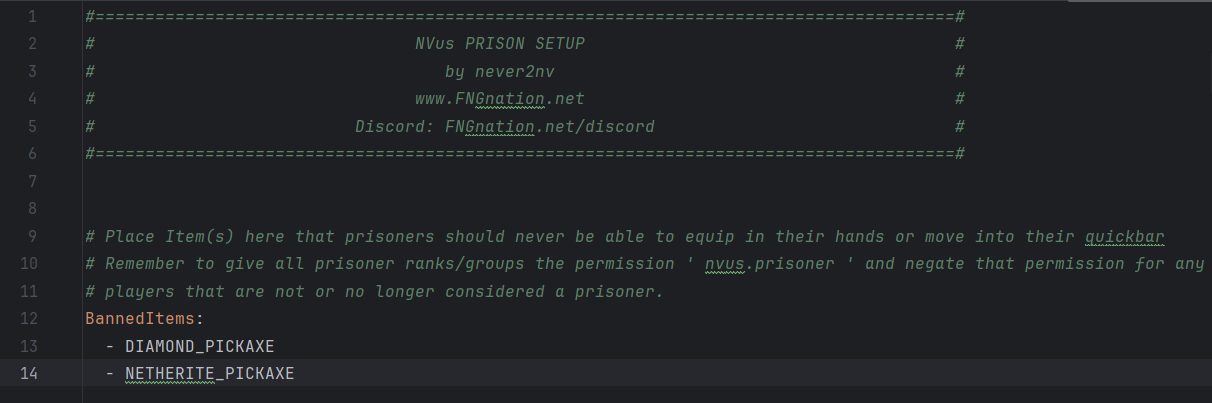 1 #======================================================================================#
2 # NVus PRISON SETUP #
3 # by never2nv #
4 # www.FNGnation.net #
5 # Discord: FNGnation.net/discord #
6 #======================================================================================#
7
8
9 # Place Item(s) here that prisoners should never be able to equip in their hands or move into their quickbar
10 # Remember to give all prisoner ranks/groups the permission ' nvus.prisoner ' and negate that permission for any
11 # players that are not or no longer considered a prisoner.
12 BannedItems:
13 - DIAMOND_PICKAXE
14 - NETHERITE_PICKAXE